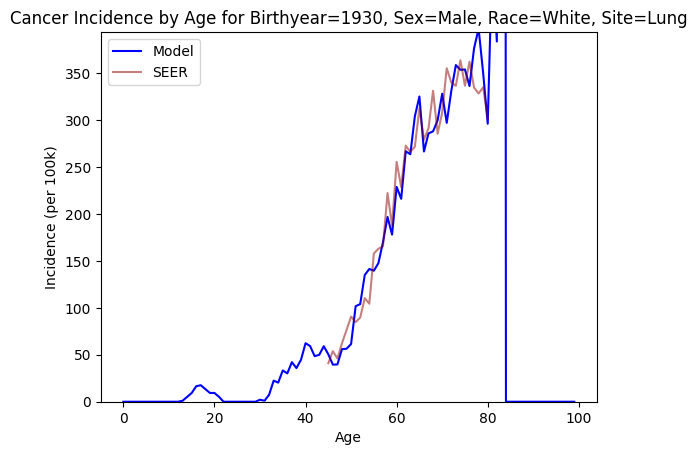 Cancer Incidence by Age for Birthyear=1930, Sex=Male, Race=White, Site=Lung
Model
SEER
Incidence (per 100k)
350
300
250
200
150
100
50
0
0 20 40 60 80 100
Age